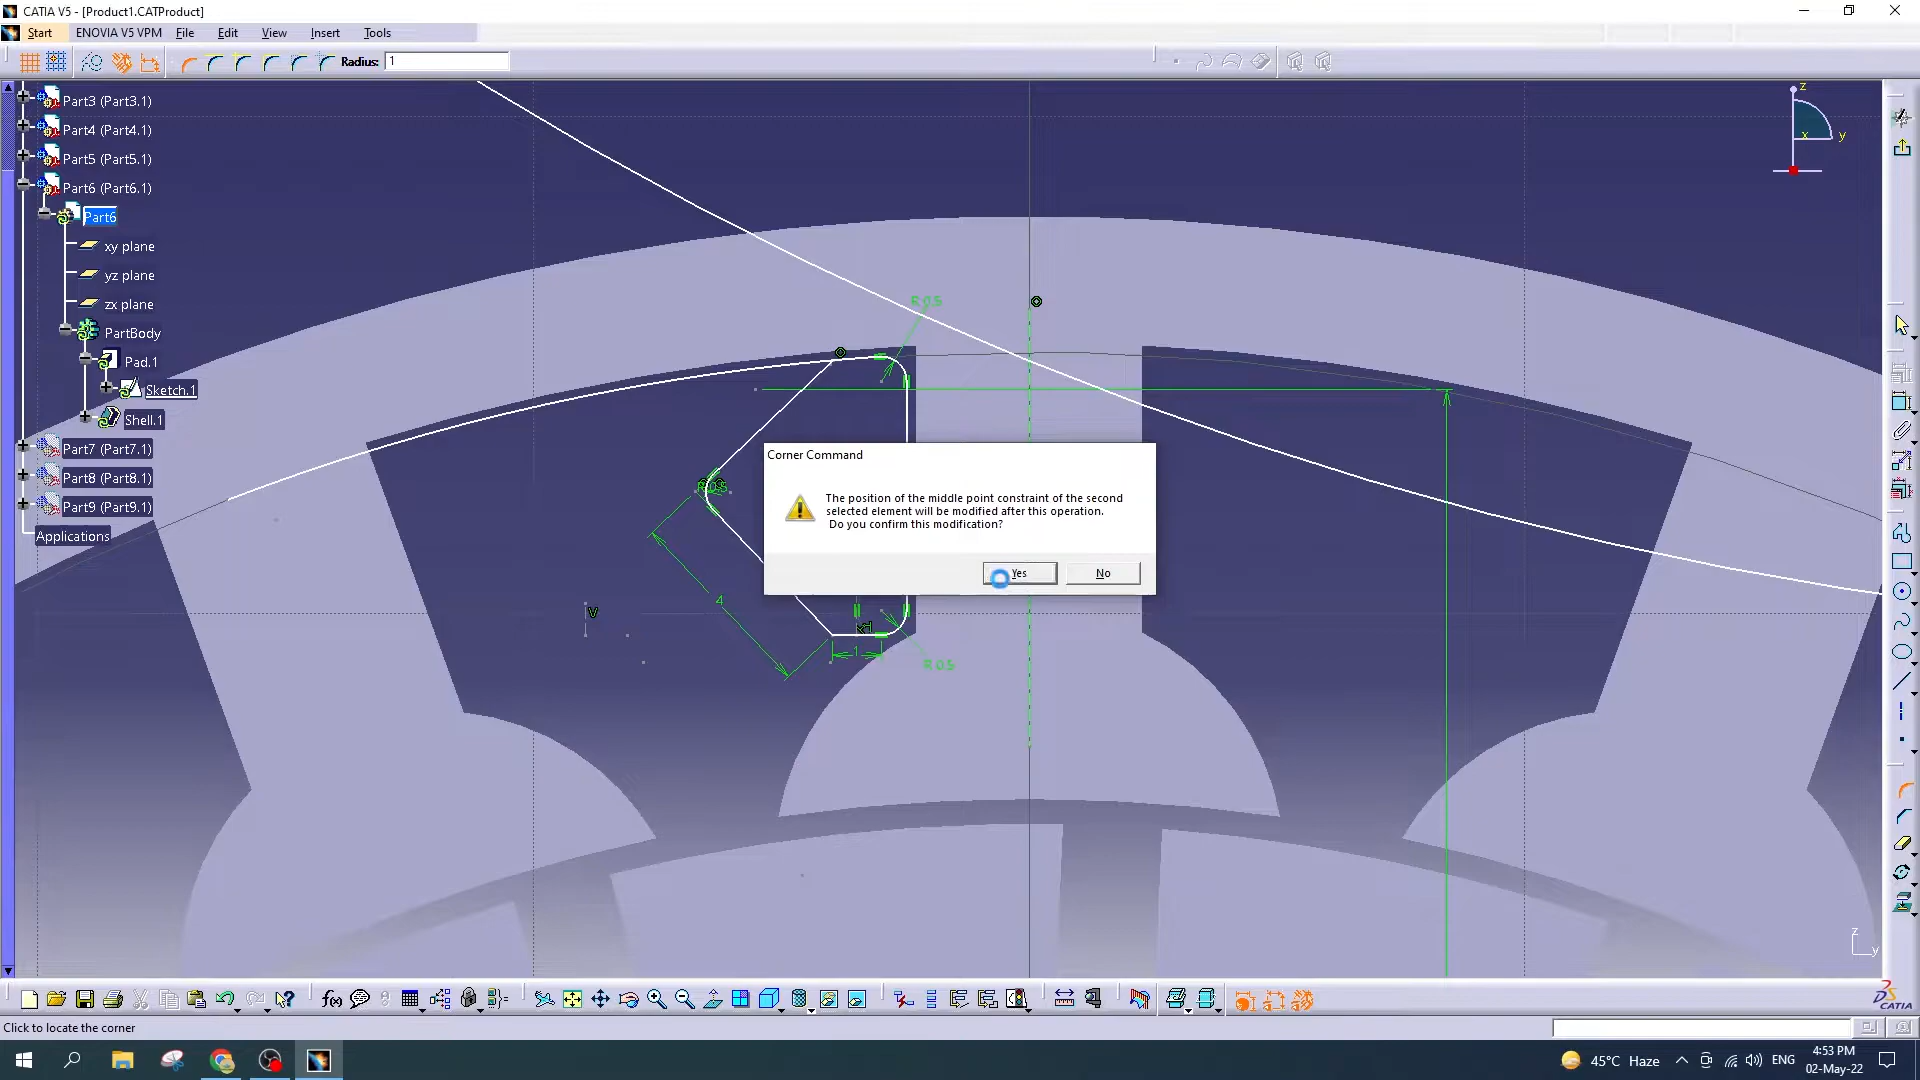 CATIA V5 - [Product1.CATProduct]
Start ENOVIA V5 VPM File Edit View Insert Tools
Radius: 1
Part3 (Part3.1)
Part4 (Part4.1)
Part5 (Part5.1)
Part6 (Part6.1)
Part6
xy plane
yz plane
zx plane
PartBody
Pad.1
Sketch.1
Shell.1
Part7 (Part7.1)
Part8 (Part8.1)
Part9 (Part9.1)
Applications
z
x
y
R 0.5
Corner Command
The position of the middle point constraint of the second
selected element will be modified after this operation.
Do you confirm this modification?
Yes No
4
V
1
R 0.5
z
y
f(x)
CATIA
Click to locate the corner
45°C Haze
ENG
4:53 PM
02-May-22